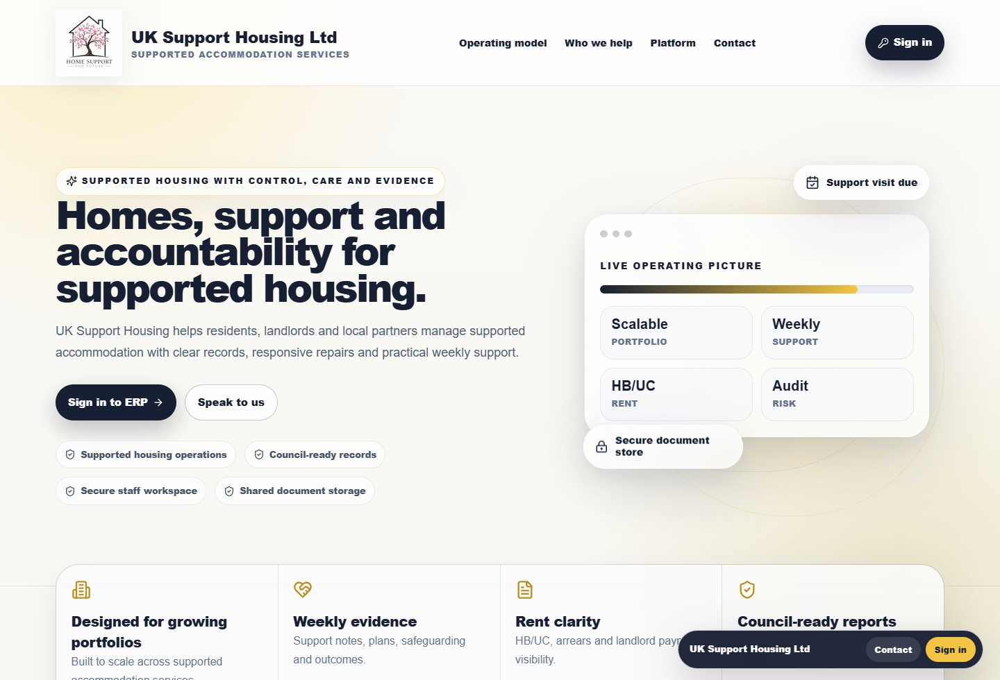 HOME SUPPORT
AND FUTURE
UK Support Housing Ltd
SUPPORTED ACCOMMODATION SERVICES
Operating model
Who we help
Platform
Contact
Sign in
SUPPORTED HOUSING WITH CONTROL, CARE AND EVIDENCE
Homes, support and
accountability for
supported housing.
UK Support Housing helps residents, landlords and local partners manage supported
accommodation with clear records, responsive repairs and practical weekly support.
Sign in to ERP
Speak to us
Supported housing operations
Council-ready records
Secure staff workspace
Shared document storage
Support visit due
LIVE OPERATING PICTURE
Scalable
PORTFOLIO
Weekly
SUPPORT
HB/UC
RENT
Audit
RISK
Secure document
store
Designed for growing
portfolios
Built to scale across supported
accommodation services.
Weekly evidence
Support notes, plans, safeguarding
and outcomes.
Rent clarity
HB/UC, arrears and landlord
visibility.
Council-ready reports
UK Support Housing Ltd
Contact
Sign in